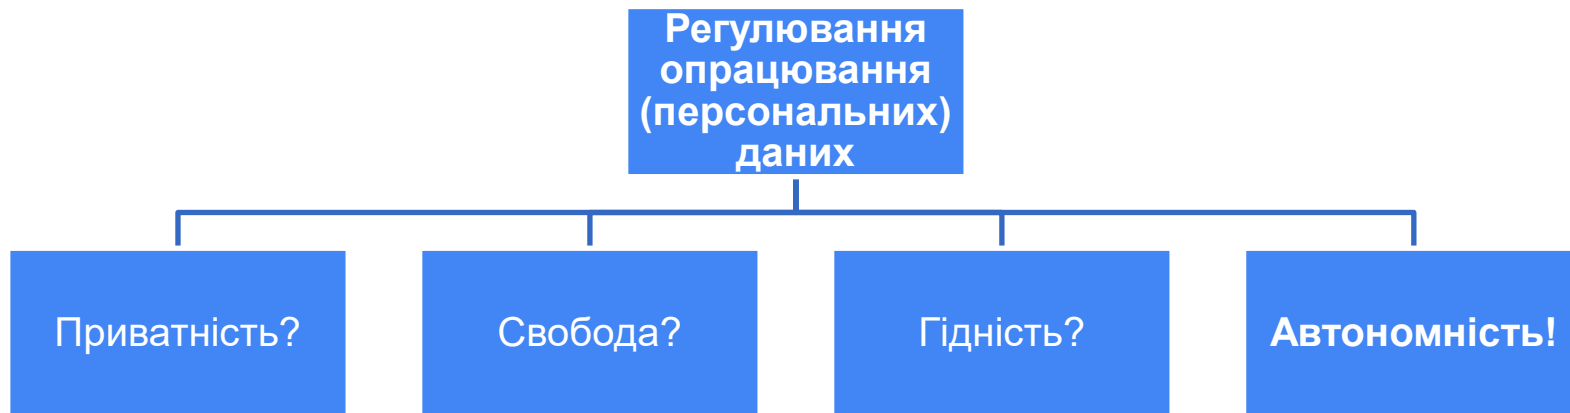 Регулювання
опрацювання
(персональних)
даних
Приватність?
Свобода?
Гідність?
Автономність!